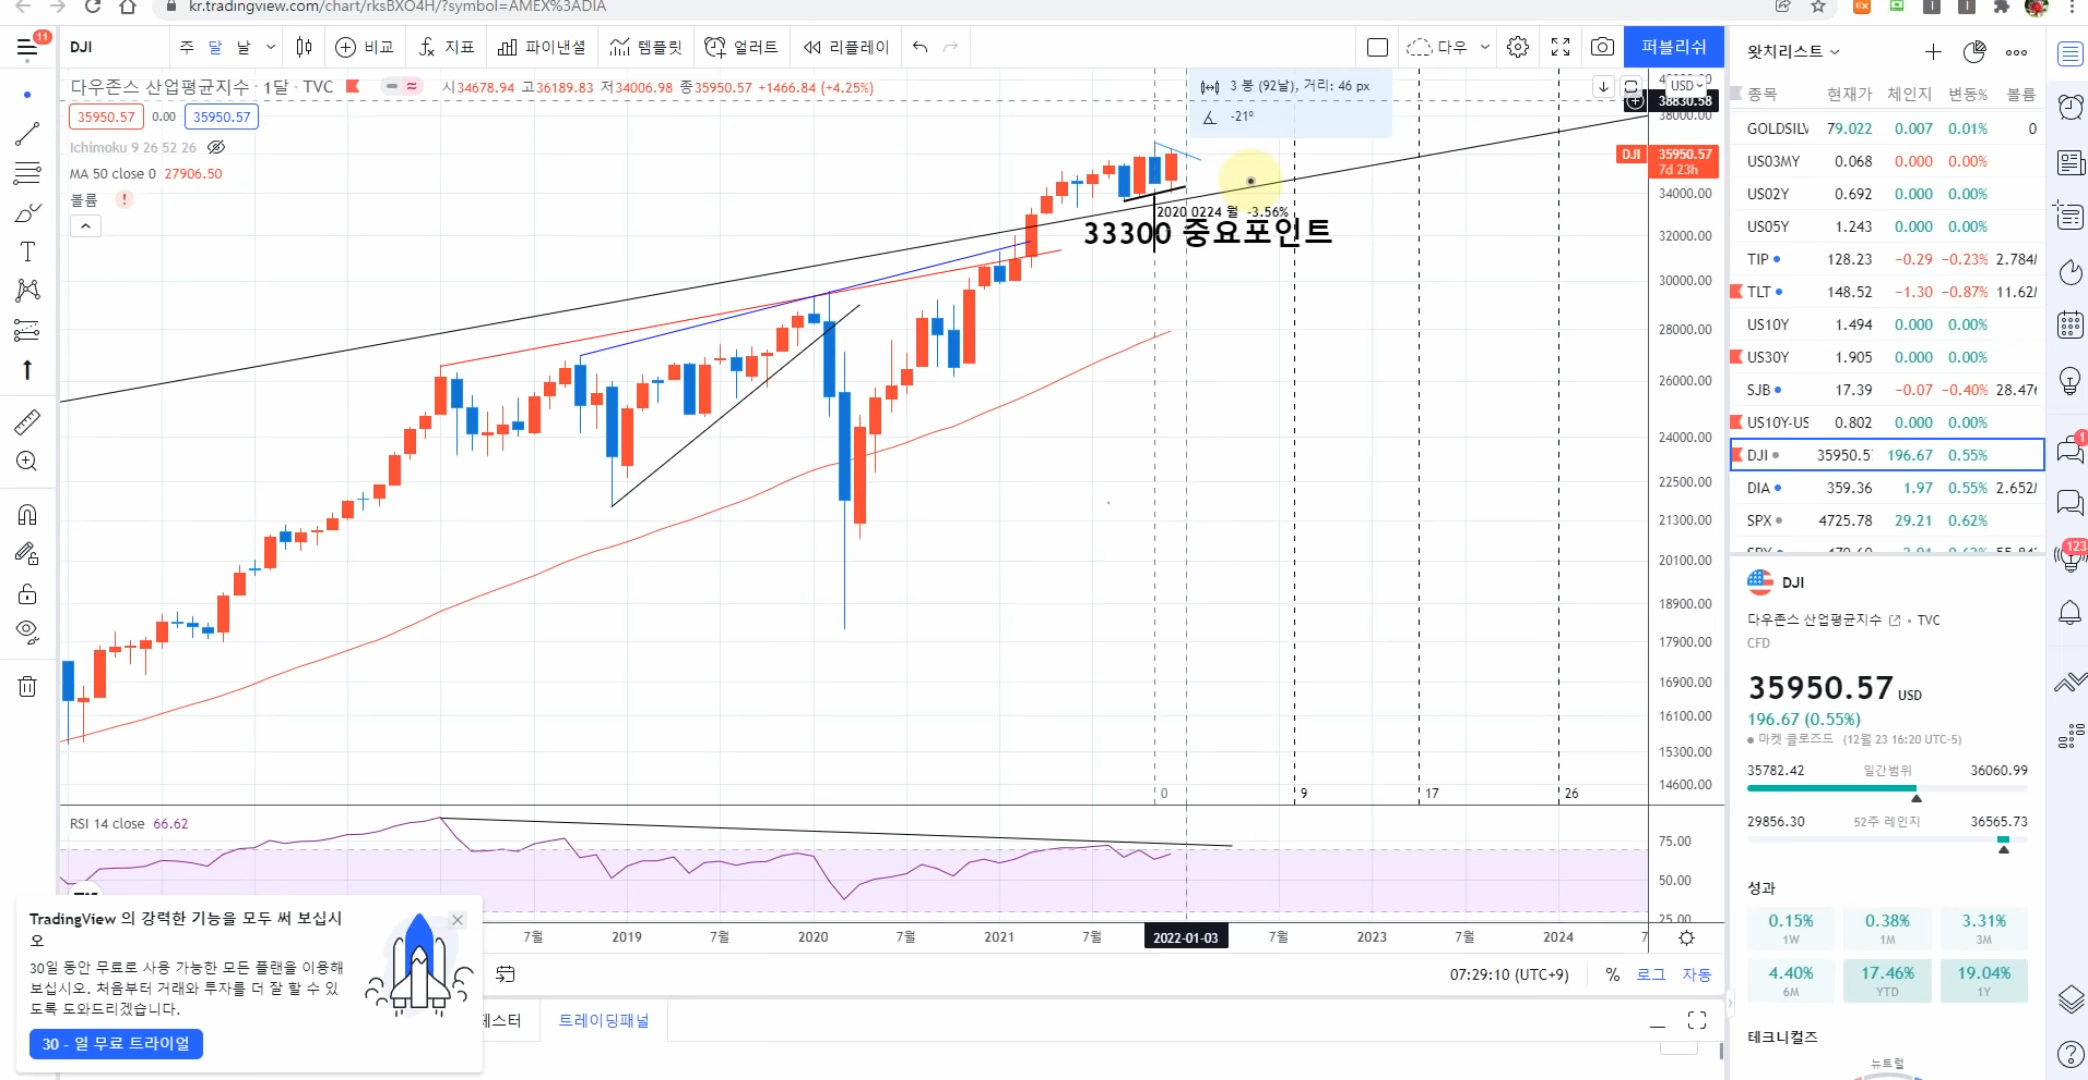 kr.tradingview.com/chart/rksBXO4H/?symbol=AMEX%3ADIA
11
DJI
주 달 날
비교
지표
파이낸셜
템플릿
얼러트
리플레이
다우
퍼블리쉬
다우존스 산업평균지수 · 1달 · TVC
시34678.94 고36189.83 저34006.98 종35950.57 +1466.84 (+4.25%)
35950.57 0.00 35950.57
Ichimoku 9 26 52 26
MA 50 close 0 27906.50
볼륨
3 봉 (92날), 거리: 46 px
-21º
USD
38830.58
38000.00
DJI 35950.57
7d 23h
34000.00
32000.00
30000.00
28000.00
26000.00
24000.00
22500.00
21300.00
20100.00
18900.00
17900.00
16900.00
16100.00
15300.00
14600.00
2020 0224 월 -3.56%
33300 중요포인트
0 9 17 26
RSI 14 close 66.62
75.00
50.00
25.00
7월 2019 7월 2020 7월 2021 7월 2022-01-03 7월 2023 7월 2024 7
07:29:10 (UTC+9) % 로그 자동
트레이딩패널
TradingView 의 강력한 기능을 모두 써 보십시
오
30일 동안 무료로 사용 가능한 모든 플랜을 이용해
보십시오. 처음부터 거래와 투자를 더 잘 할 수 있
도록 도와드리겠습니다.
30 - 일 무료 트라이얼
왓치리스트
종목 현재가 체인지 변동% 볼륨
GOLDSILV 79.022 0.007 0.01% 0
US03MY 0.068 0.000 0.00%
US02Y 0.692 0.000 0.00%
US05Y 1.243 0.000 0.00%
TIP 128.23 −0.29 −0.23% 2.784
TLT 148.52 −1.30 −0.87% 11.62
US10Y 1.494 0.000 0.00%
US30Y 1.905 0.000 0.00%
SJB 17.39 −0.07 −0.40% 28.47
US10Y-US 0.802 0.000 0.00%
DJI 35950.5 196.67 0.55%
DIA 359.36 1.97 0.55% 2.652
SPX 4725.78 29.21 0.62%
DJI
다우존스 산업평균지수 • TVC
CFD
35950.57 USD
196.67 (0.55%)
마켓 클로즈드 (12월 23 16:20 UTC-5)
35782.42 일간범위 36060.99
29856.30 52주 레인지 36565.73
성과
0.15% 0.38% 3.31%
1W 1M 3M
4.40% 17.46% 19.04%
6M YTD 1Y
테크니컬즈
뉴트럴
1
123